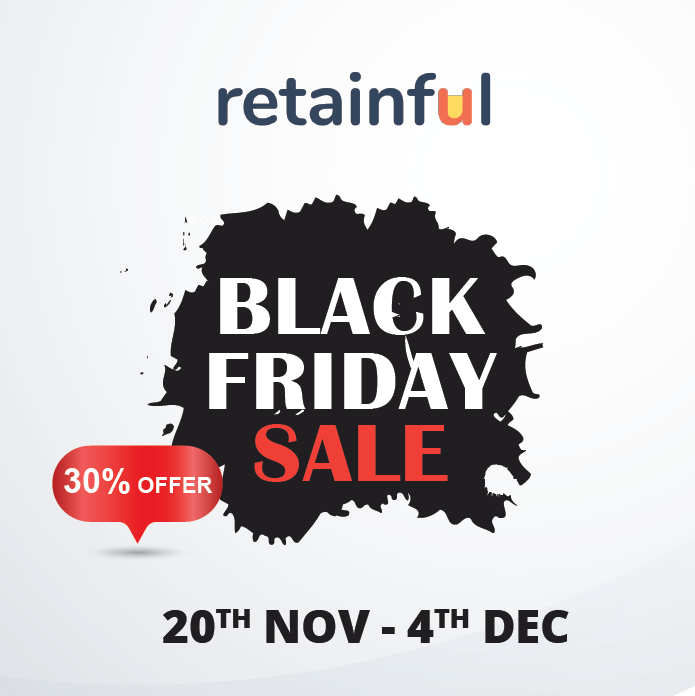 retainful
BLACK
FRIDAY
SALE
30% OFFER
20TH NOV - 4TH DEC